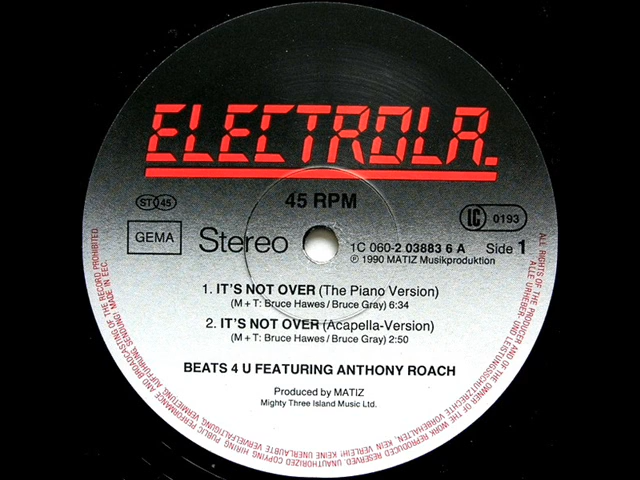 ELECTROLA.
45 RPM
ST 45
LC 0193
GEMA
Stereo
1C 060-2 03883 6 A
Side 1
℗ 1990 MATIZ Musikproduktion
1. IT'S NOT OVER (The Piano Version)
(M + T: Bruce Hawes / Bruce Gray) 6:34
2. IT'S NOT OVER (Acapella-Version)
(M + T: Bruce Hawes / Bruce Gray) 2:50
BEATS 4 U FEATURING ANTHONY ROACH
Produced by MATIZ
Mighty Three Island Music Ltd.
ALL RIGHTS OF THE PRODUCER AND OF THE OWNER OF THE WORK REPRODUCED RESERVED. UNAUTHORIZED COPYING HIRING PUBLIC PERFORMANCE AND BROADCASTING OF THE RECORD PROHIBITED.
ALLE URHEBER- UND LEISTUNGSSCHUTZRECHTE VORBEHALTEN. KEIN VERLEIH! KEINE UNERLAUBTE VERVIELFÄLTIGUNG, VERMIETUNG, AUFFÜHRUNG, SENDUNG! MADE IN EEC.